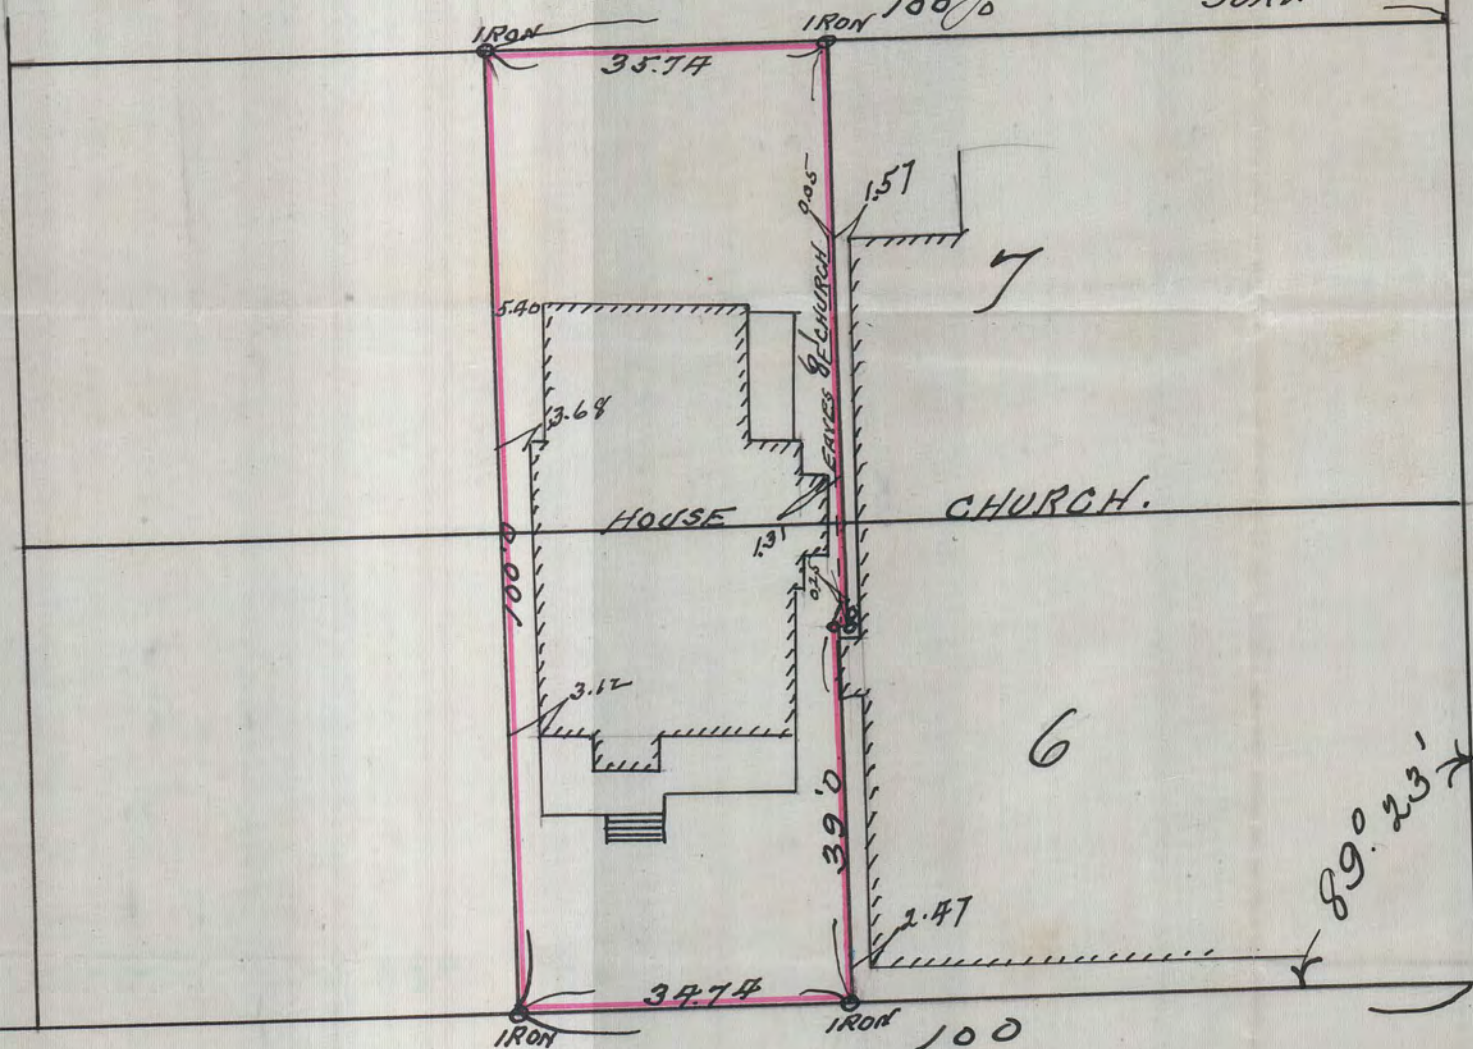 IRON
IRON
100'
35.74
0.05
1.57
7
5.40
EAVES of CHURCH
3.68
HOUSE
CHURCH.
1.31
100.0
0.25
3.12
6
39'0
89.° 23'
2.47
34.74
IRON
IRON
100